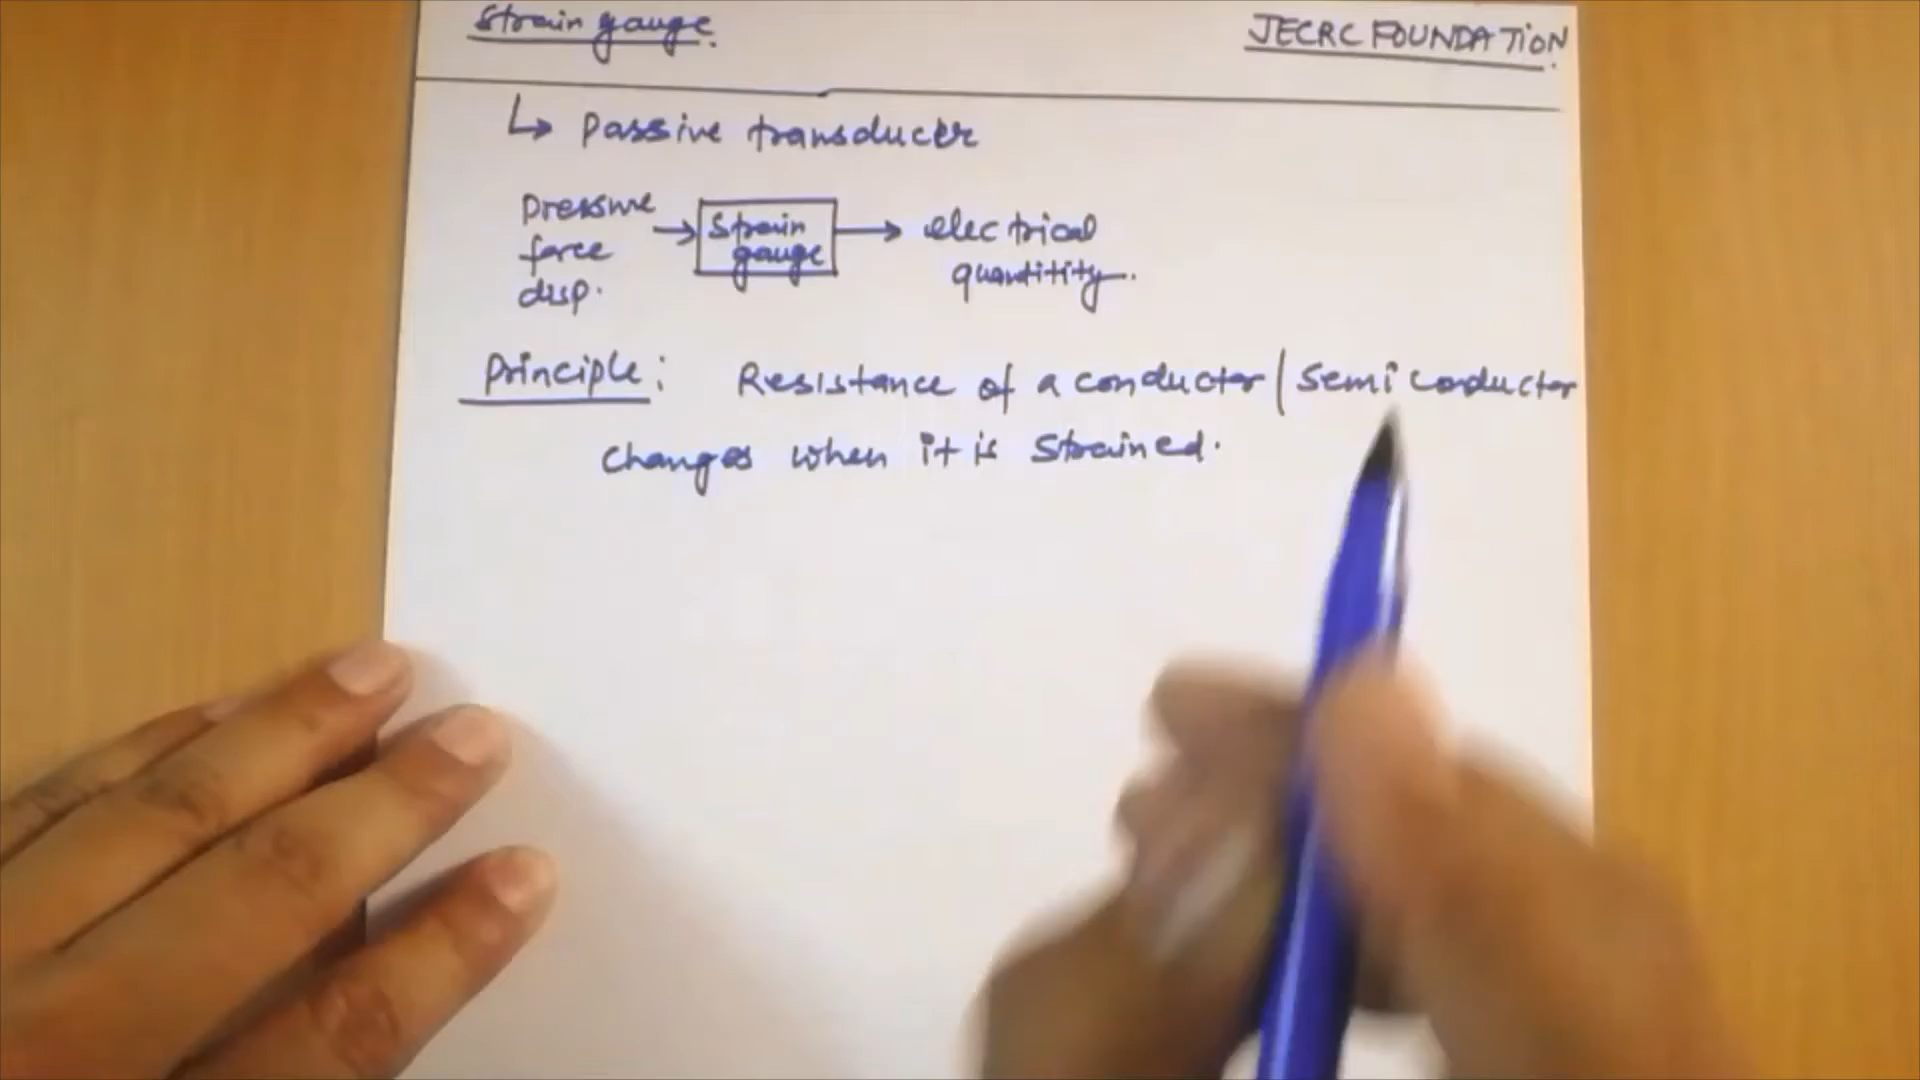 Strain gauge.
JECRC FOUNDATION.
↳ Passive transducer
Pressure
force
disp.
→
Strain
gauge
→
electrical
quantitity.
Principle: Resistance of a conductor / Semi conductor
changes when it is strained.